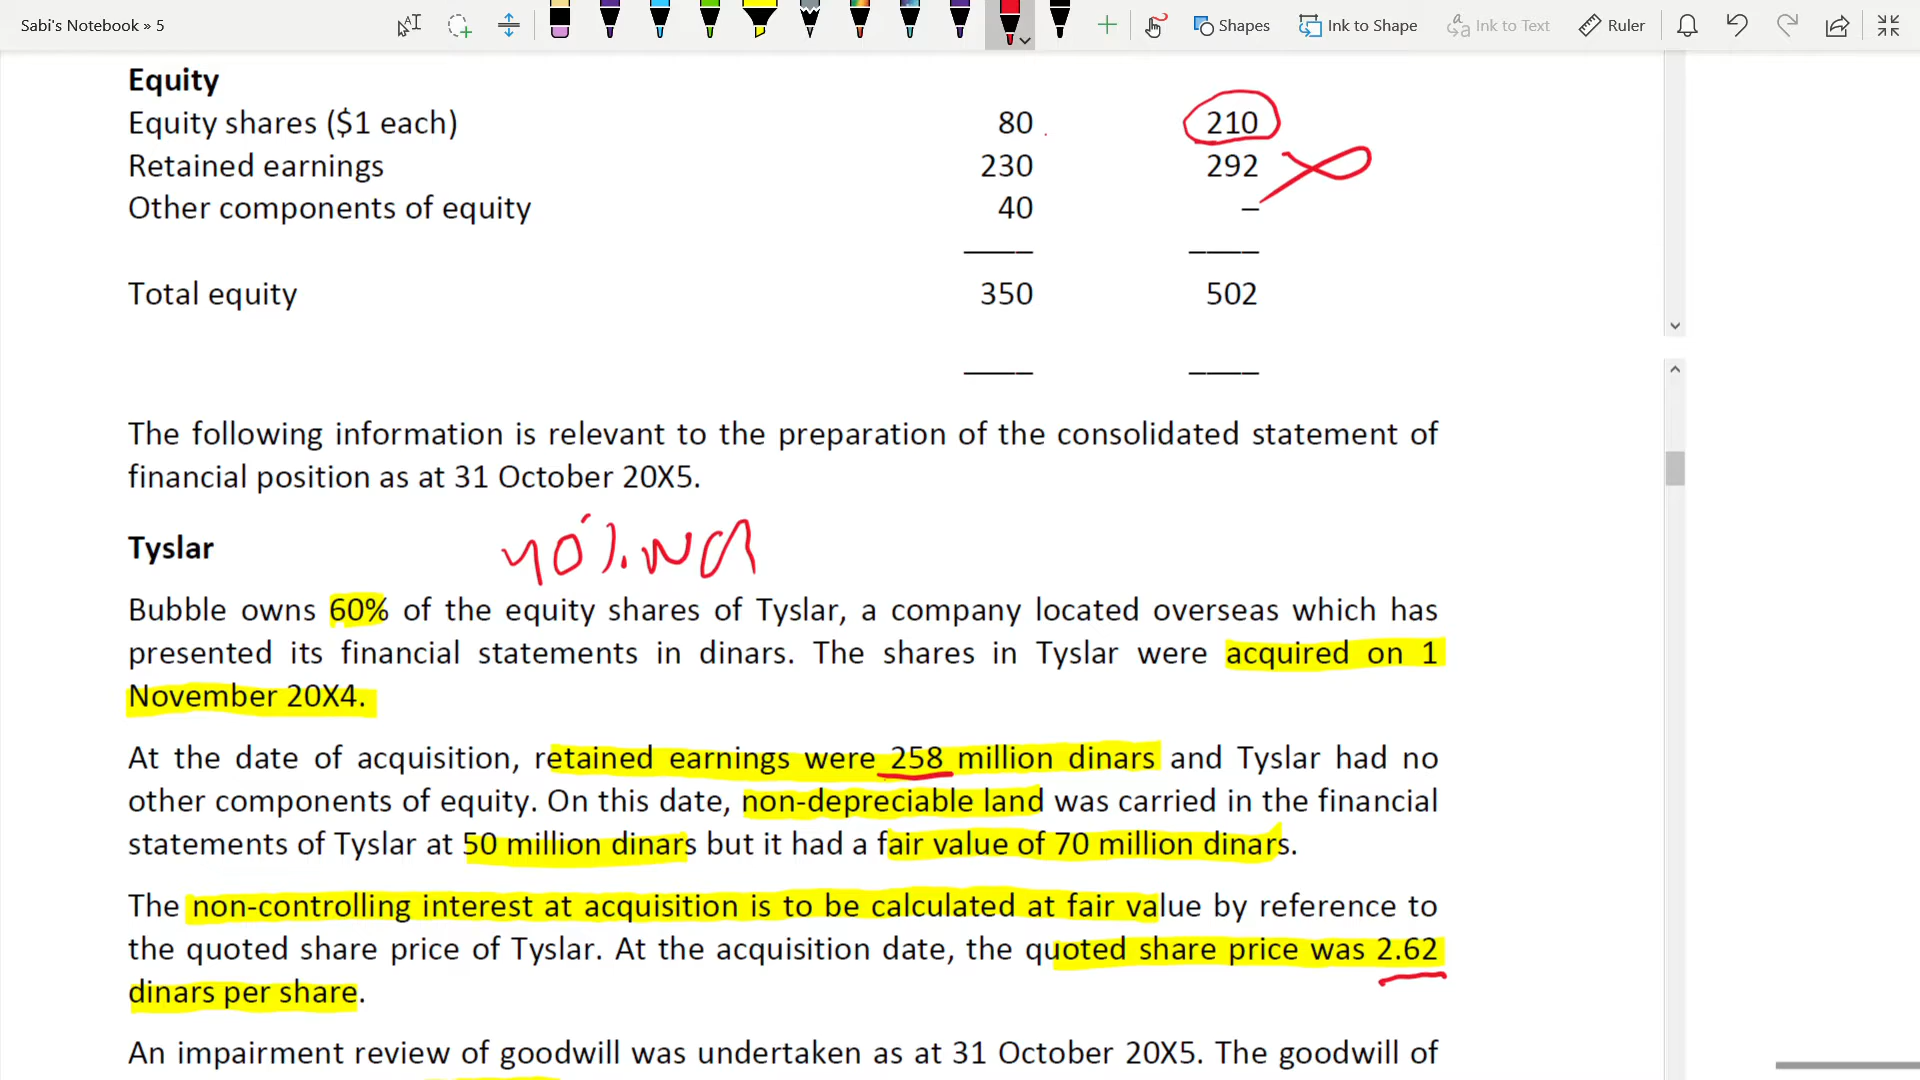 Sabi's Notebook » 5
Shapes
Ink to Shape
Ink to Text
Ruler
Equity
Equity shares ($1 each) 80 210
Retained earnings 230 292
Other components of equity 40 –
Total equity 350 502
The following information is relevant to the preparation of the consolidated statement of
financial position as at 31 October 20X5.
Tyslar
40%
Bubble owns 60% of the equity shares of Tyslar, a company located overseas which has
presented its financial statements in dinars. The shares in Tyslar were acquired on 1
November 20X4.
At the date of acquisition, retained earnings were 258 million dinars and Tyslar had no
other components of equity. On this date, non-depreciable land was carried in the financial
statements of Tyslar at 50 million dinars but it had a fair value of 70 million dinars.
The non-controlling interest at acquisition is to be calculated at fair value by reference to
the quoted share price of Tyslar. At the acquisition date, the quoted share price was 2.62
dinars per share.
An impairment review of goodwill was undertaken as at 31 October 20X5. The goodwill of